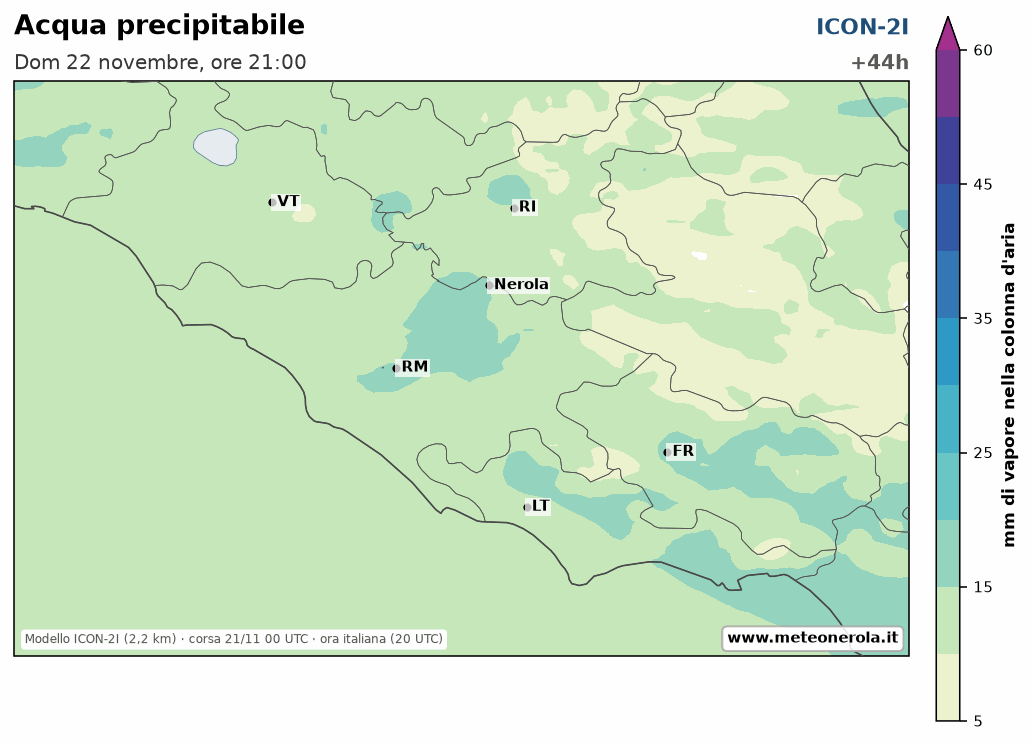 Acqua precipitabile
ICON-2I
Dom 22 novembre, ore 21:00
+44h
60
45
35
25
15
5
mm di vapore nella colonna d'aria
VT
RI
Nerola
RM
FR
LT
Modello ICON-2I (2,2 km) · corsa 21/11 00 UTC · ora italiana (20 UTC)
www.meteonerola.it